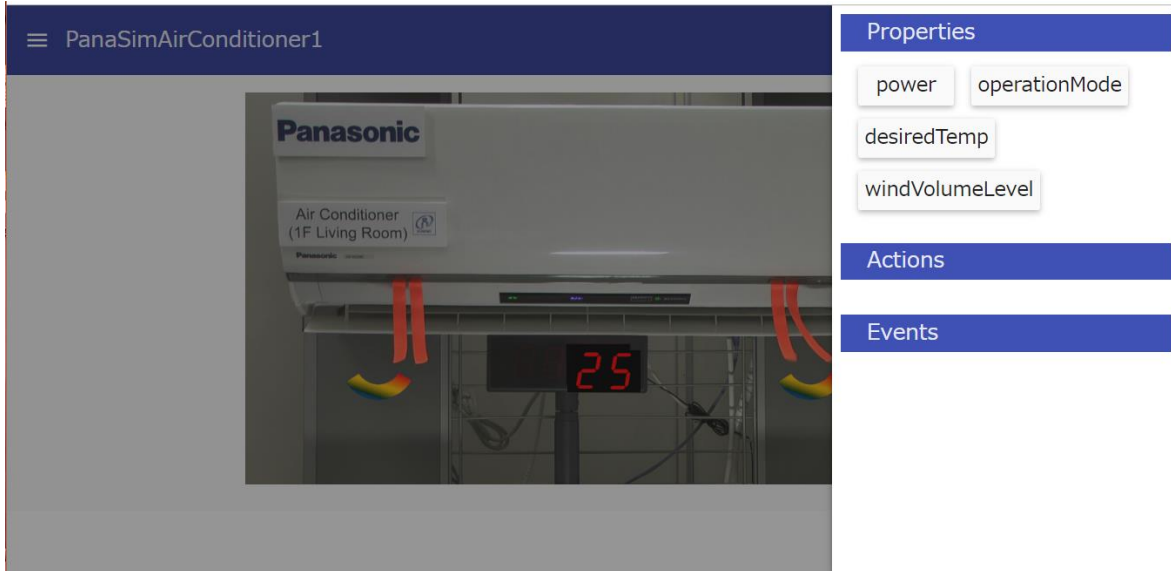 PanaSimAirConditioner1
Panasonic
Air Conditioner
(1F Living Room)
Panasonic
25
Properties
power operationMode
desiredTemp
windVolumeLevel
Actions
Events